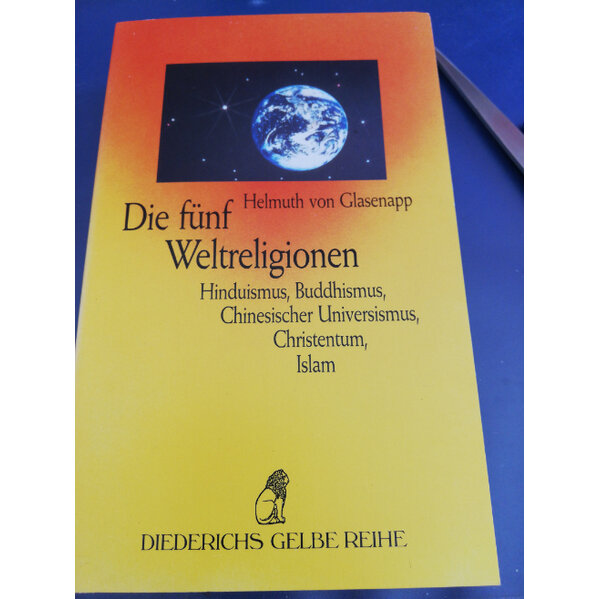 Helmuth von Glasenapp
Die fünf
Weltreligionen
Hinduismus, Buddhismus,
Chinesischer Universismus,
Christentum,
Islam
DIEDERICHS GELBE REIHE